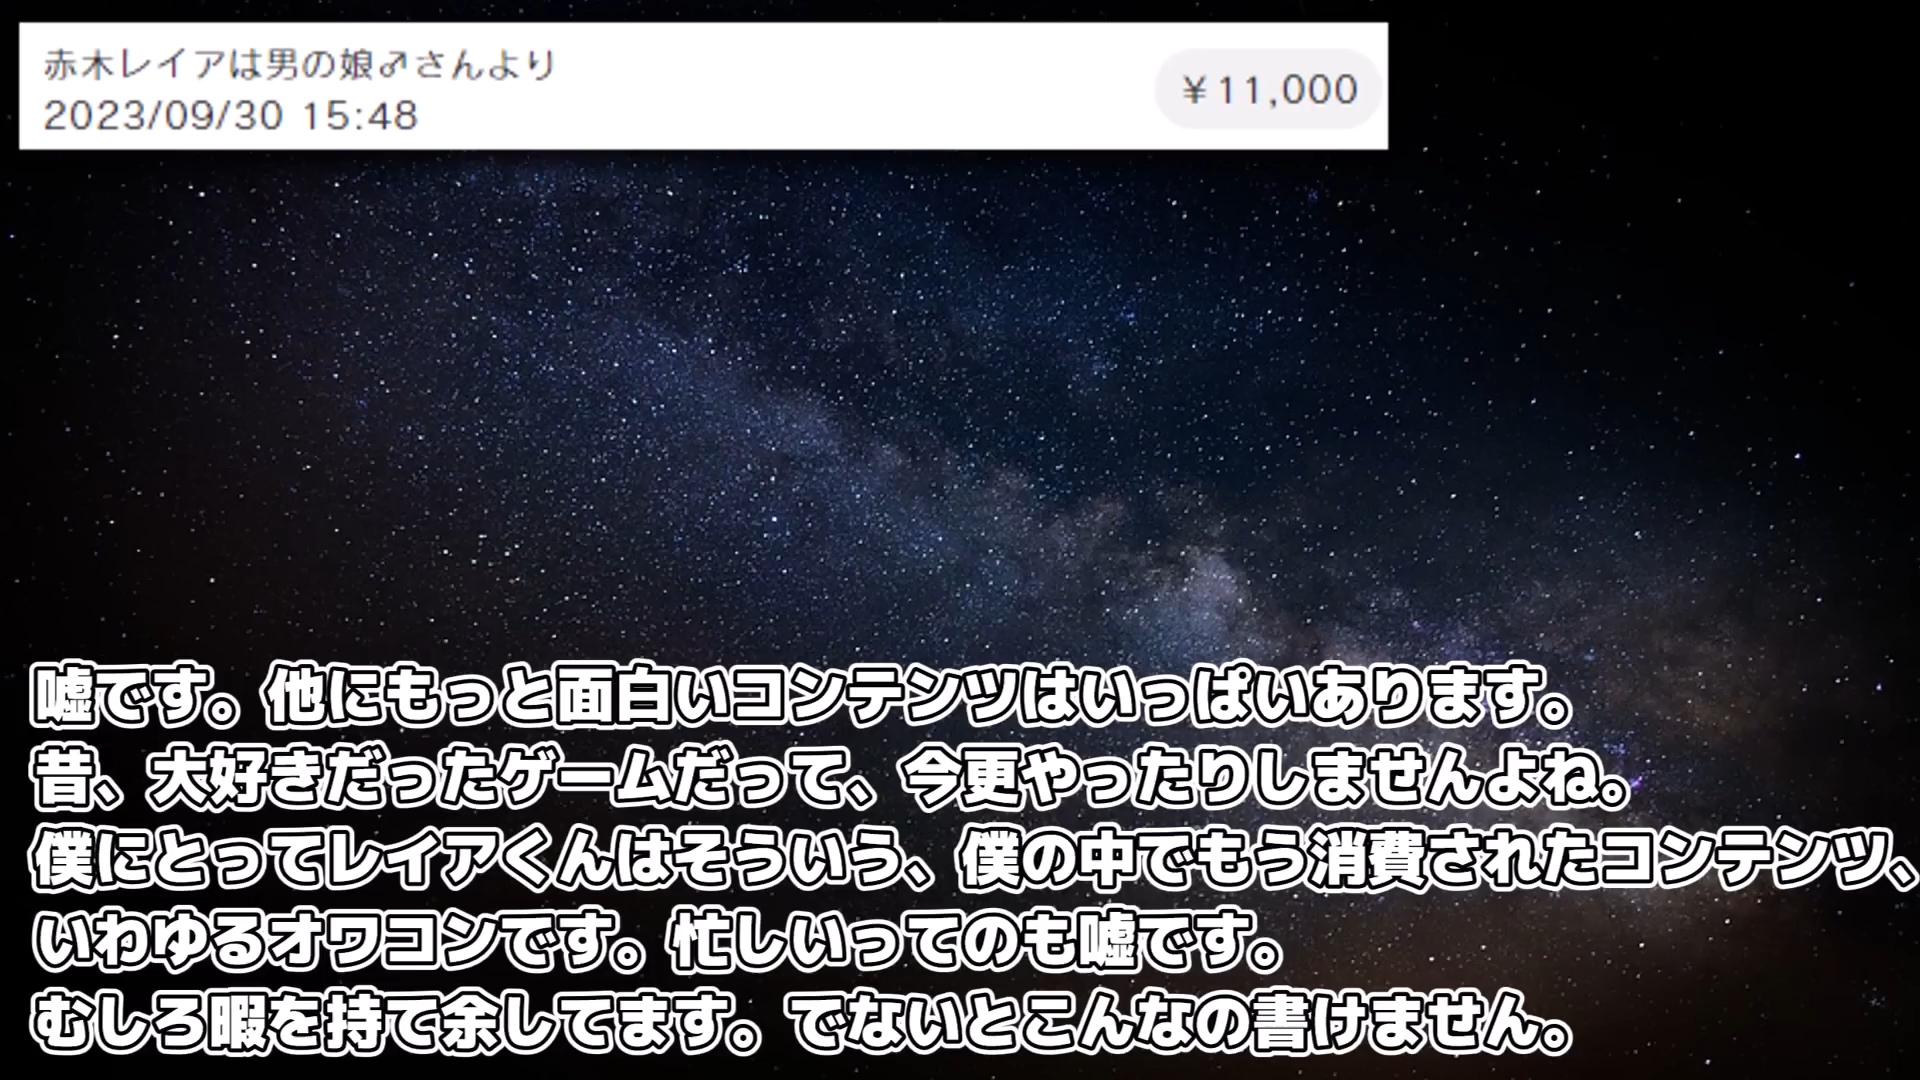 赤木レイアは男の娘♂さんより
2023/09/30 15:48
¥11,000
嘘です。他にもっと面白いコンテンツはいっぱいあります。
昔、大好きだったゲームだって、今更やったりしませんよね。
僕にとってレイアくんはそういう、僕の中でもう消費されたコンテンツ、
いわゆるオワコンです。忙しいってのも嘘です。
むしろ暇を持て余してます。でないとこんなの書けません。